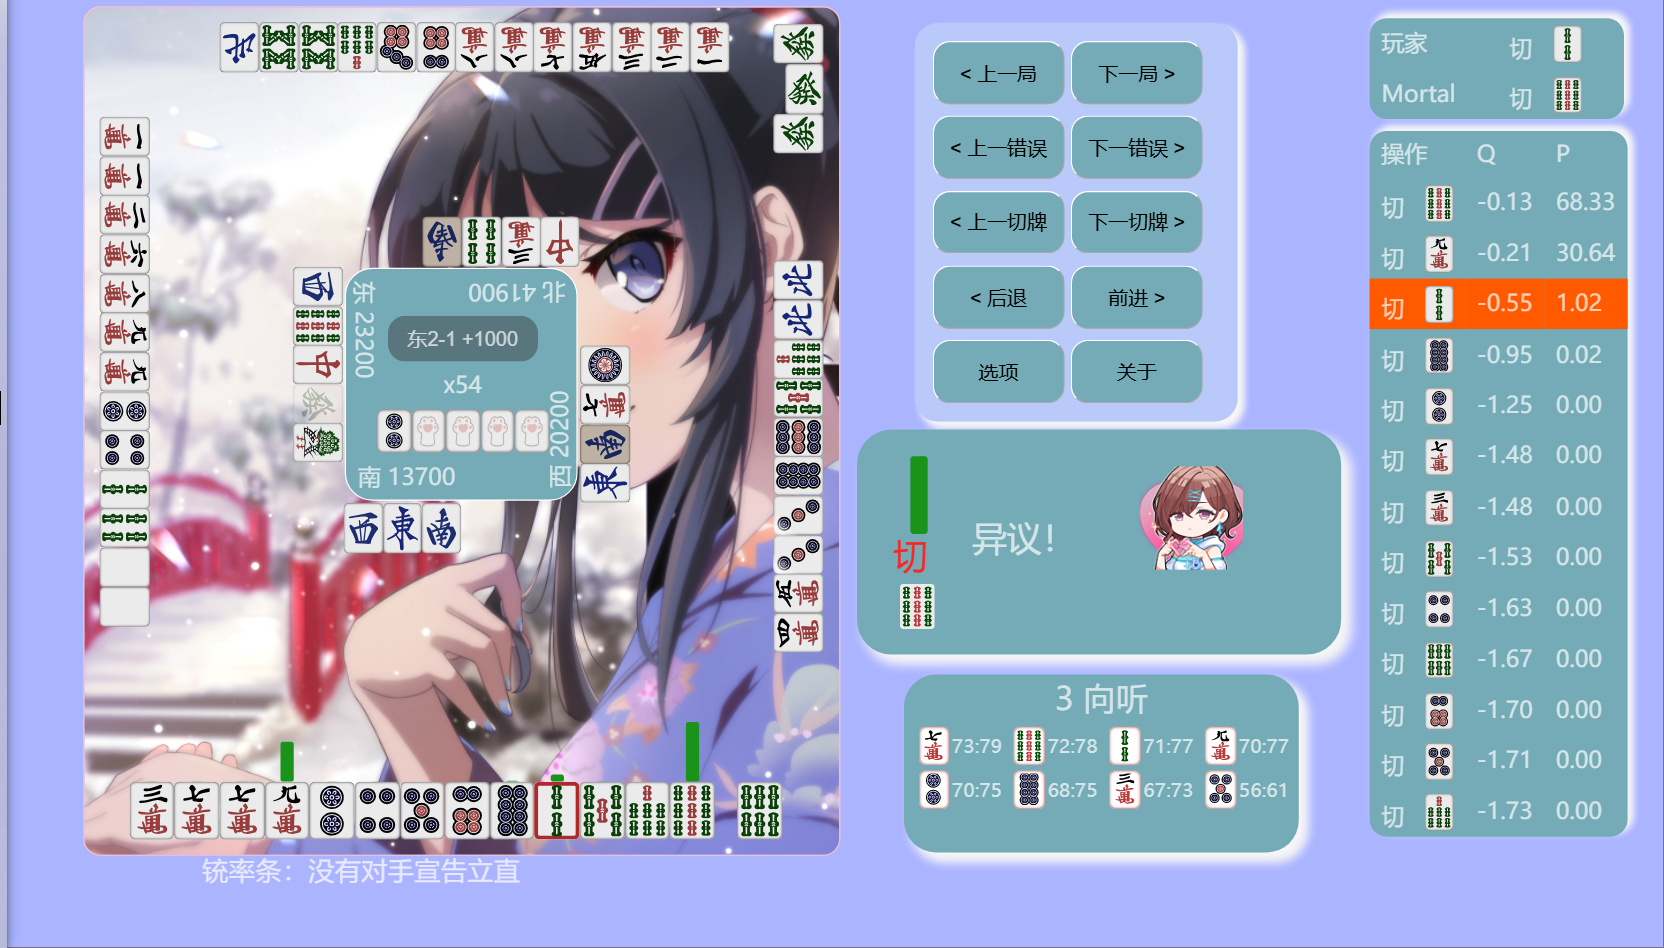 < 上一局
下一局 >
< 上一错误
下一错误 >
< 上一切牌
下一切牌 >
< 后退
前进 >
选项
关于
玩家 切
Mortal 切
操作 Q P
切 -0.13 68.33
切 -0.21 30.64
切 -0.55 1.02
切 -0.95 0.02
切 -1.25 0.00
切 -1.48 0.00
切 -1.48 0.00
切 -1.53 0.00
切 -1.63 0.00
切 -1.67 0.00
切 -1.70 0.00
切 -1.71 0.00
切 -1.73 0.00
北 41900
东 23200
东2-1 +1000
x54
西 20200
南 13700
切
异议!
3 向听
73:79 72:78 71:77 70:77
70:75 68:75 67:73 56:61
铳率条：没有对手宣告立直